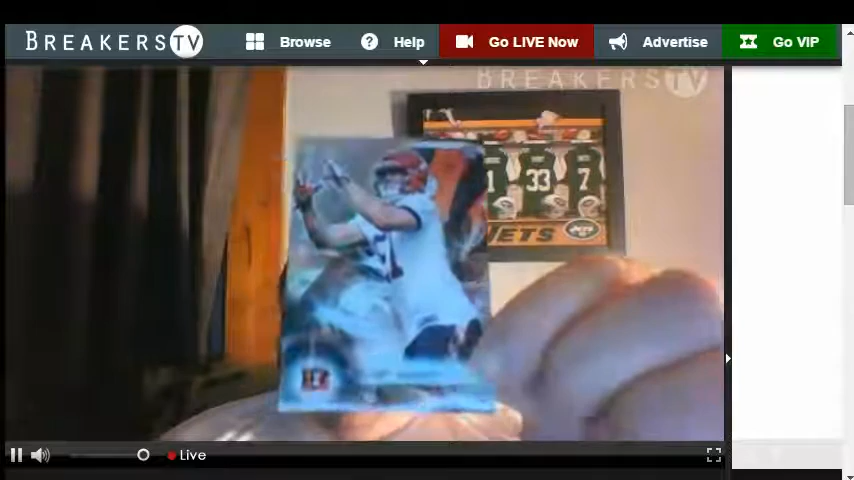 BREAKERS TV Browse Help Go LIVE Now Advertise Go VIP
BREAKERS TV
1 33 7
JETS
Live